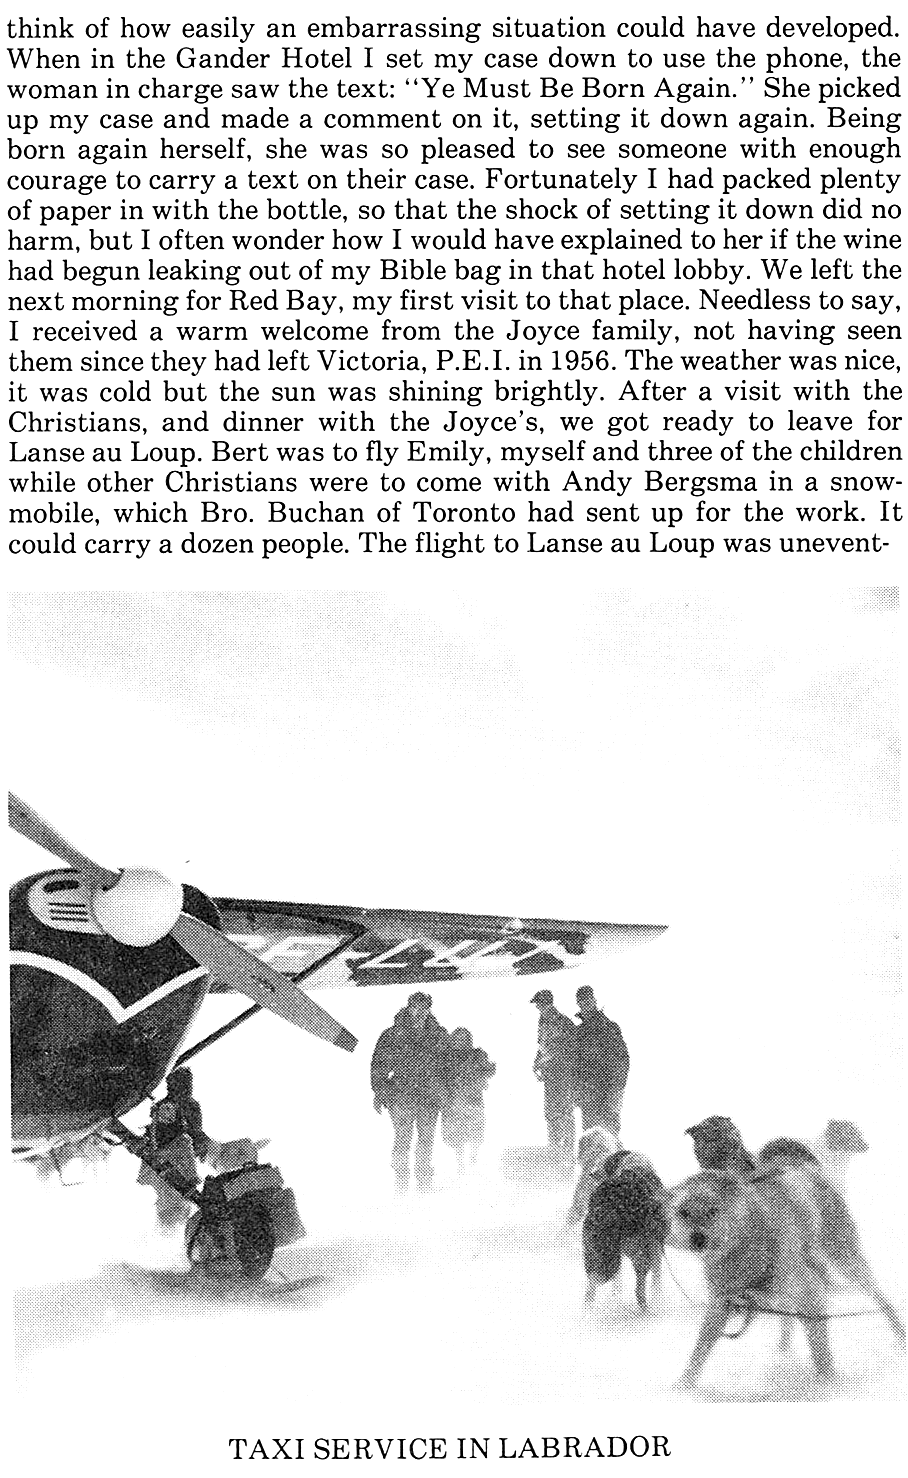 think of how easily an embarrassing situation could have developed.
When in the Gander Hotel I set my case down to use the phone, the
woman in charge saw the text: “Ye Must Be Born Again.” She picked
up my case and made a comment on it, setting it down again. Being
born again herself, she was so pleased to see someone with enough
courage to carry a text on their case. Fortunately I had packed plenty
of paper in with the bottle, so that the shock of setting it down did no
harm, but I often wonder how I would have explained to her if the wine
had begun leaking out of my Bible bag in that hotel lobby. We left the
next morning for Red Bay, my first visit to that place. Needless to say,
I received a warm welcome from the Joyce family, not having seen
them since they had left Victoria, P.E.I. in 1956. The weather was nice,
it was cold but the sun was shining brightly. After a visit with the
Christians, and dinner with the Joyce’s, we got ready to leave for
Lanse au Loup. Bert was to fly Emily, myself and three of the children
while other Christians were to come with Andy Bergsma in a snow-
mobile, which Bro. Buchan of Toronto had sent up for the work. It
could carry a dozen people. The flight to Lanse au Loup was unevent-
TAXI SERVICE IN LABRADOR